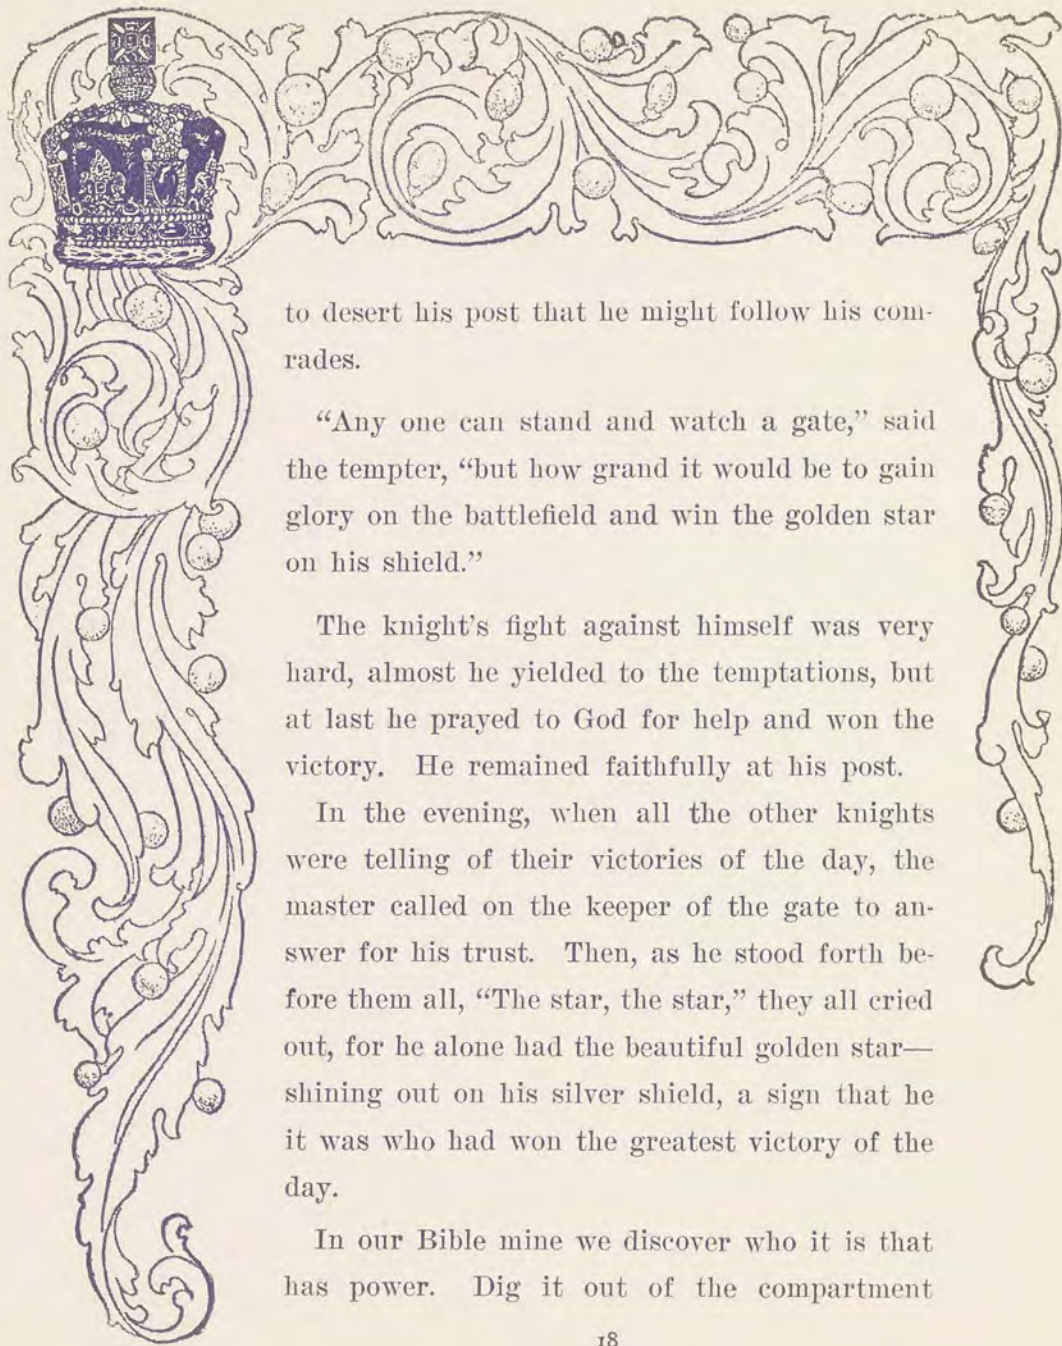 to desert his post that he might follow his com-
rades.
“Any one can stand and watch a gate,” said
the tempter, “but how grand it would be to gain
glory on the battlefield and win the golden star
on his shield.”
The knight's fight against himself was very
hard, almost he yielded to the temptations, but
at last he prayed to God for help and won the
victory. He remained faithfully at his post.
In the evening, when all the other knights
were telling of their victories of the day, the
master called on the keeper of the gate to an-
swer for his trust. Then, as he stood forth be-
fore them all, “The star, the star,” they all cried
out, for he alone had the beautiful golden star—
shining out on his silver shield, a sign that he
it was who had won the greatest victory of the
day.
In our Bible mine we discover who it is that
has power. Dig it out of the compartment
18